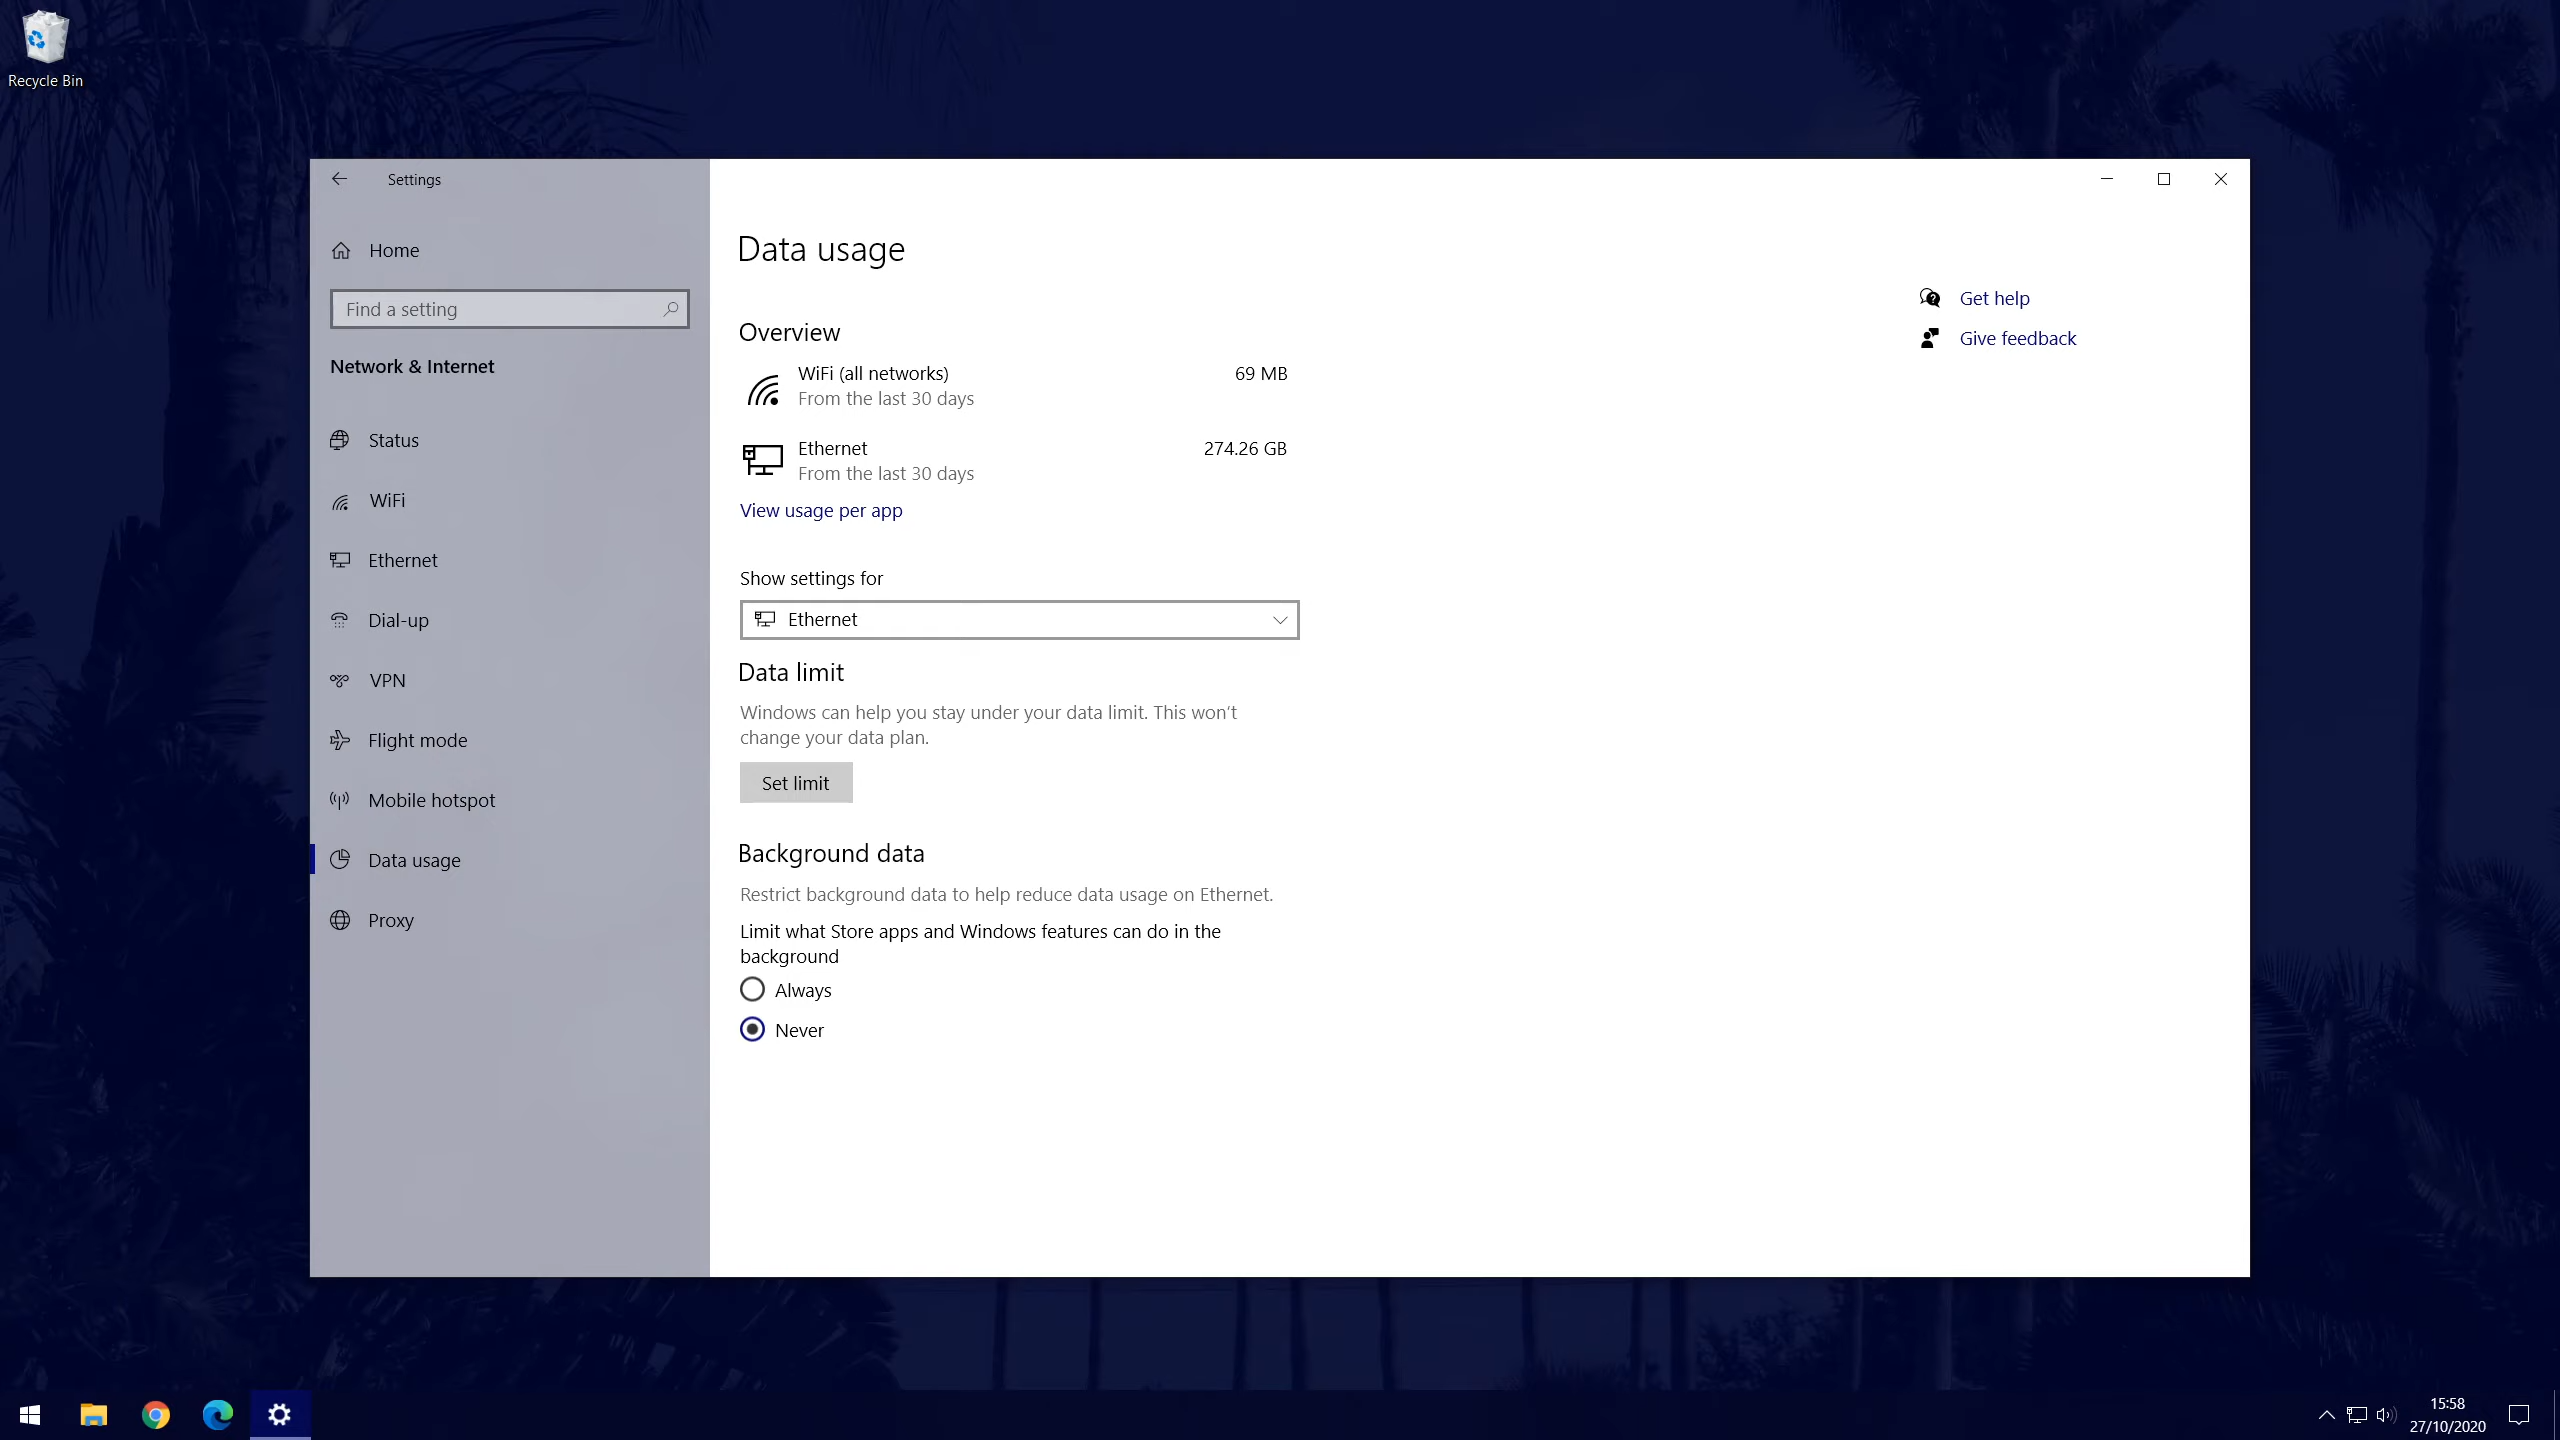 Recycle Bin
Settings
Home
Find a setting
Network & Internet
Status
WiFi
Ethernet
Dial-up
VPN
Flight mode
Mobile hotspot
Data usage
Proxy
Data usage
Overview
WiFi (all networks) 69 MB
From the last 30 days
Ethernet 274.26 GB
From the last 30 days
View usage per app
Show settings for
Ethernet
Data limit
Windows can help you stay under your data limit. This won't
change your data plan.
Set limit
Background data
Restrict background data to help reduce data usage on Ethernet.
Limit what Store apps and Windows features can do in the
background
Always
Never
Get help
Give feedback
15:58
27/10/2020